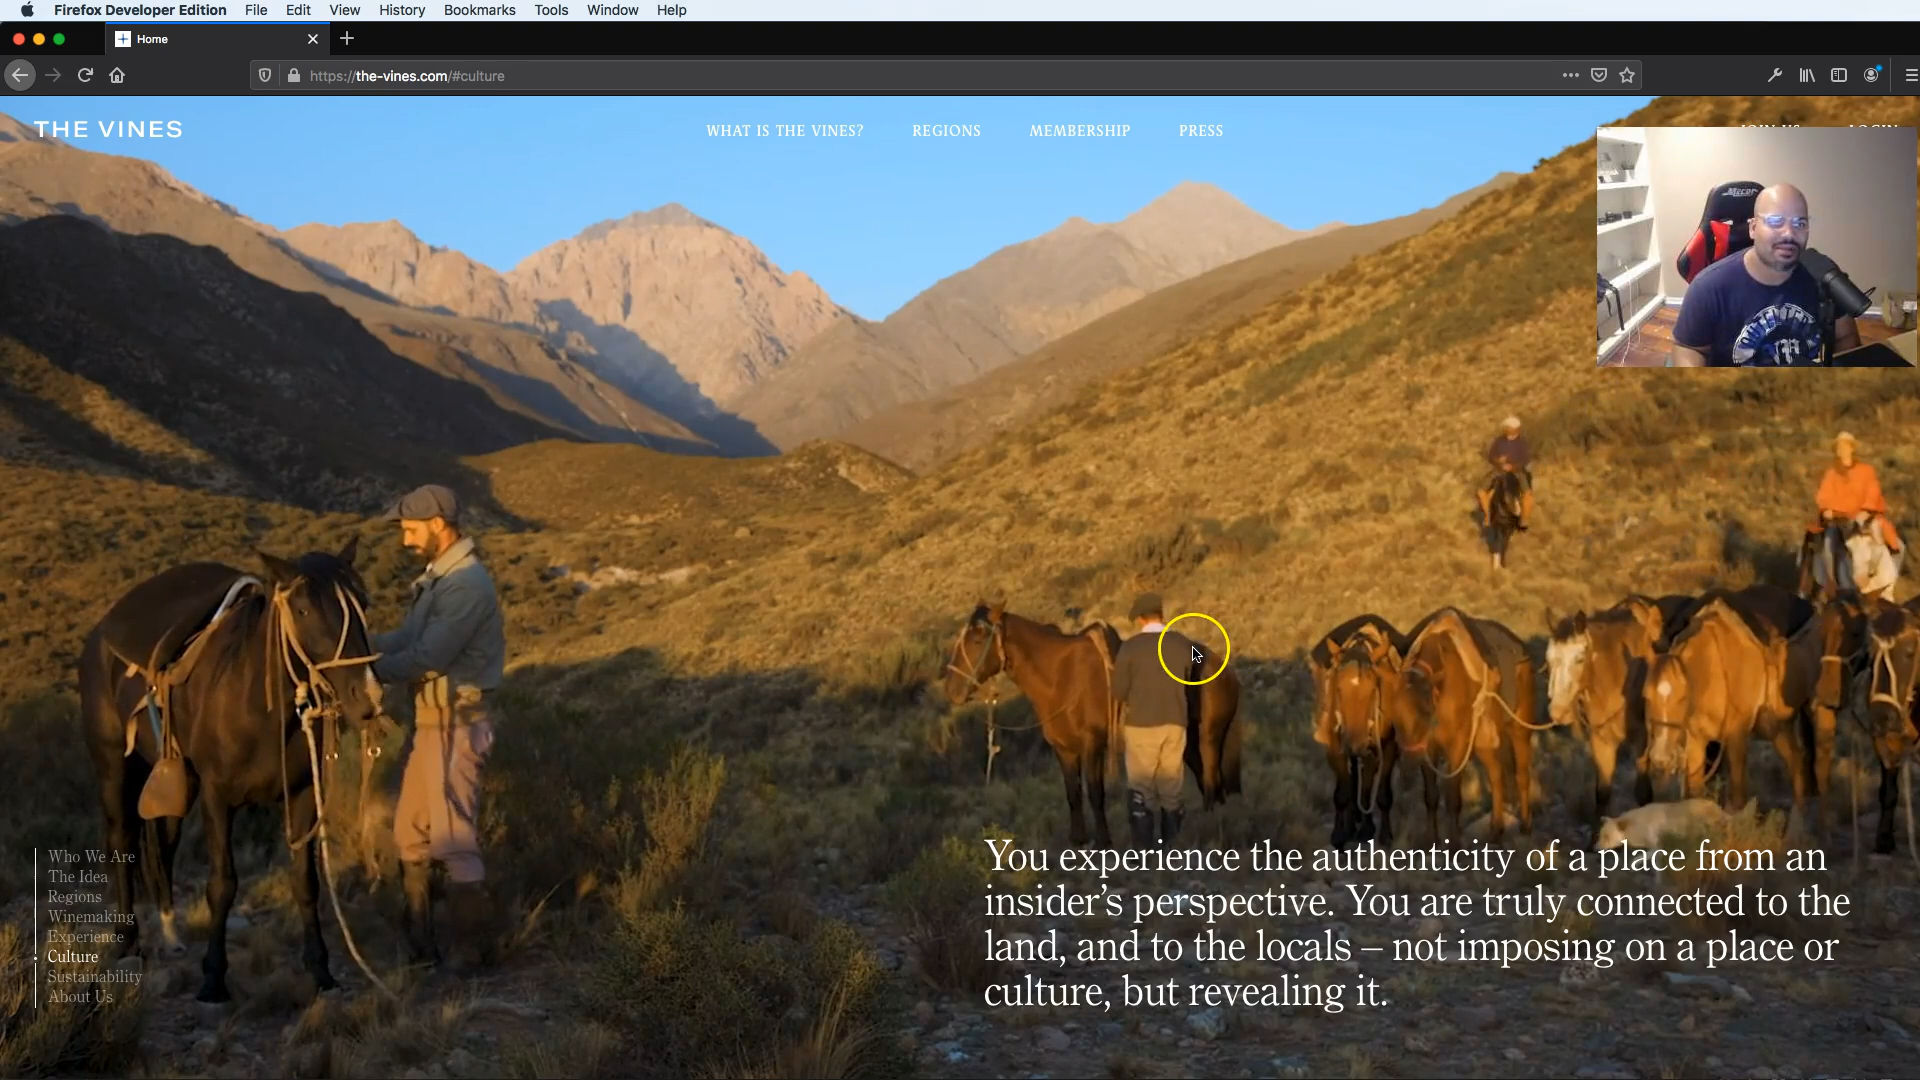 Firefox Developer Edition File Edit View History Bookmarks Tools Window Help
Home
https://the-vines.com/#culture
THE VINES
WHAT IS THE VINES?
REGIONS
MEMBERSHIP
PRESS
JOIN US
LOGIN
Who We Are
The Idea
Regions
Winemaking
Experience
Culture
Sustainability
About Us
You experience the authenticity of a place from an
insider’s perspective. You are truly connected to the
land, and to the locals – not imposing on a place or
culture, but revealing it.